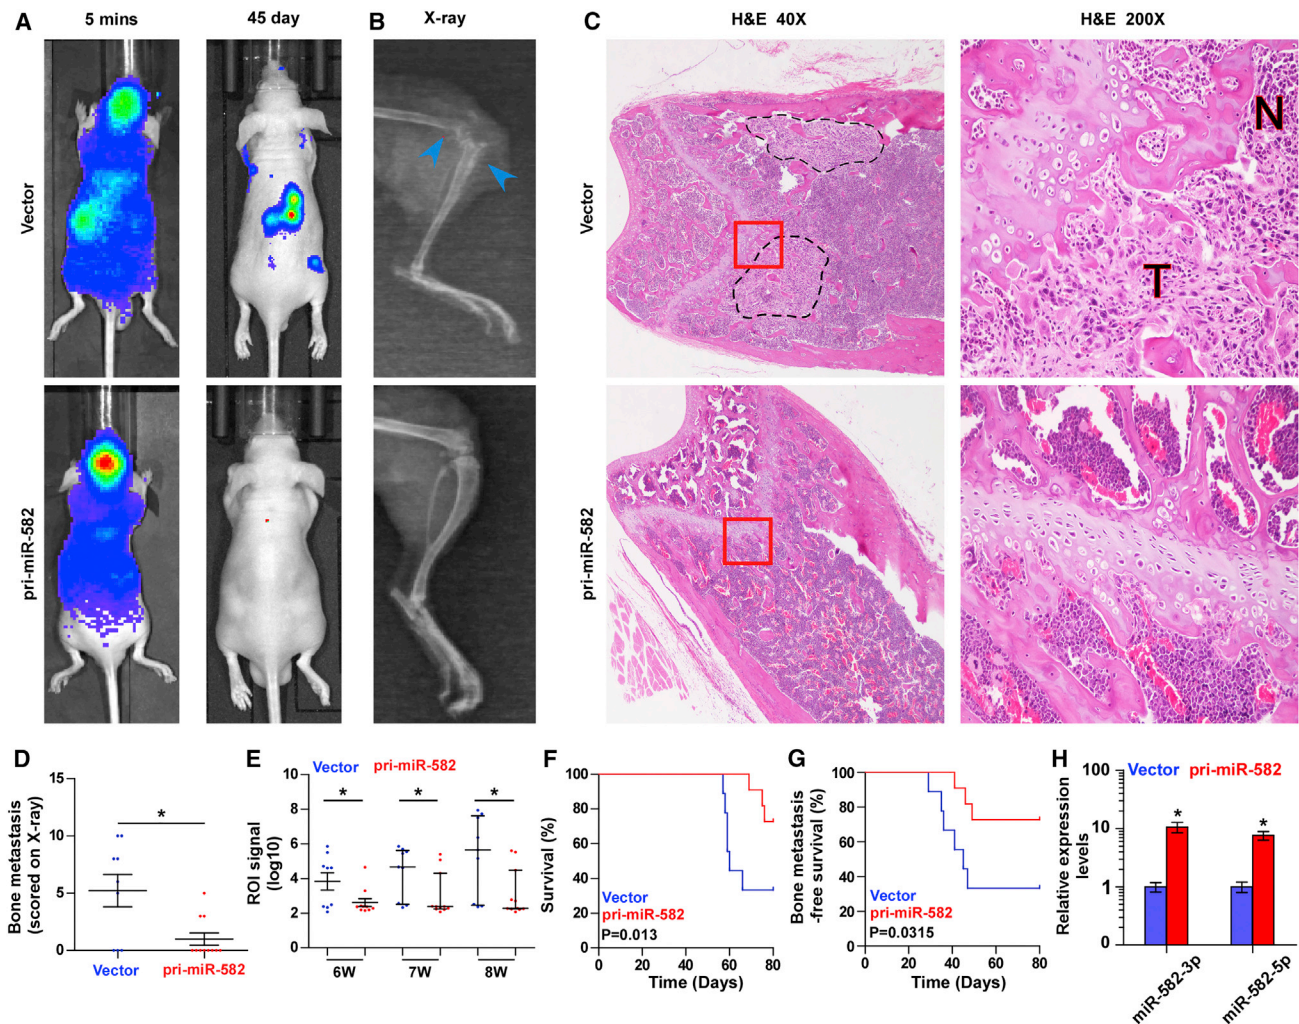 A
5 mins
45 day
B
X-ray
C
H&E 40X
H&E 200X
Vector
N
T
pri-miR-582
D
Bone metastasis
(scored on X-ray)
15
10
5
0
*
Vector
pri-miR-582
E
Vector
pri-miR-582
ROI signal
(log10)
10
8
6
4
2
0
*
*
*
6W
7W
8W
F
Survival (%)
100
80
60
40
20
0
Vector
pri-miR-582
P=0.013
0
20
40
60
80
Time (Days)
G
Bone metastasis
-free survival (%)
100
80
60
40
20
0
Vector
pri-miR-582
P=0.0315
0
20
40
60
80
Time (Days)
H
Vector
pri-miR-582
Relative expression
levels
100
10
1
0
*
*
miR-582-3p
miR-582-5p